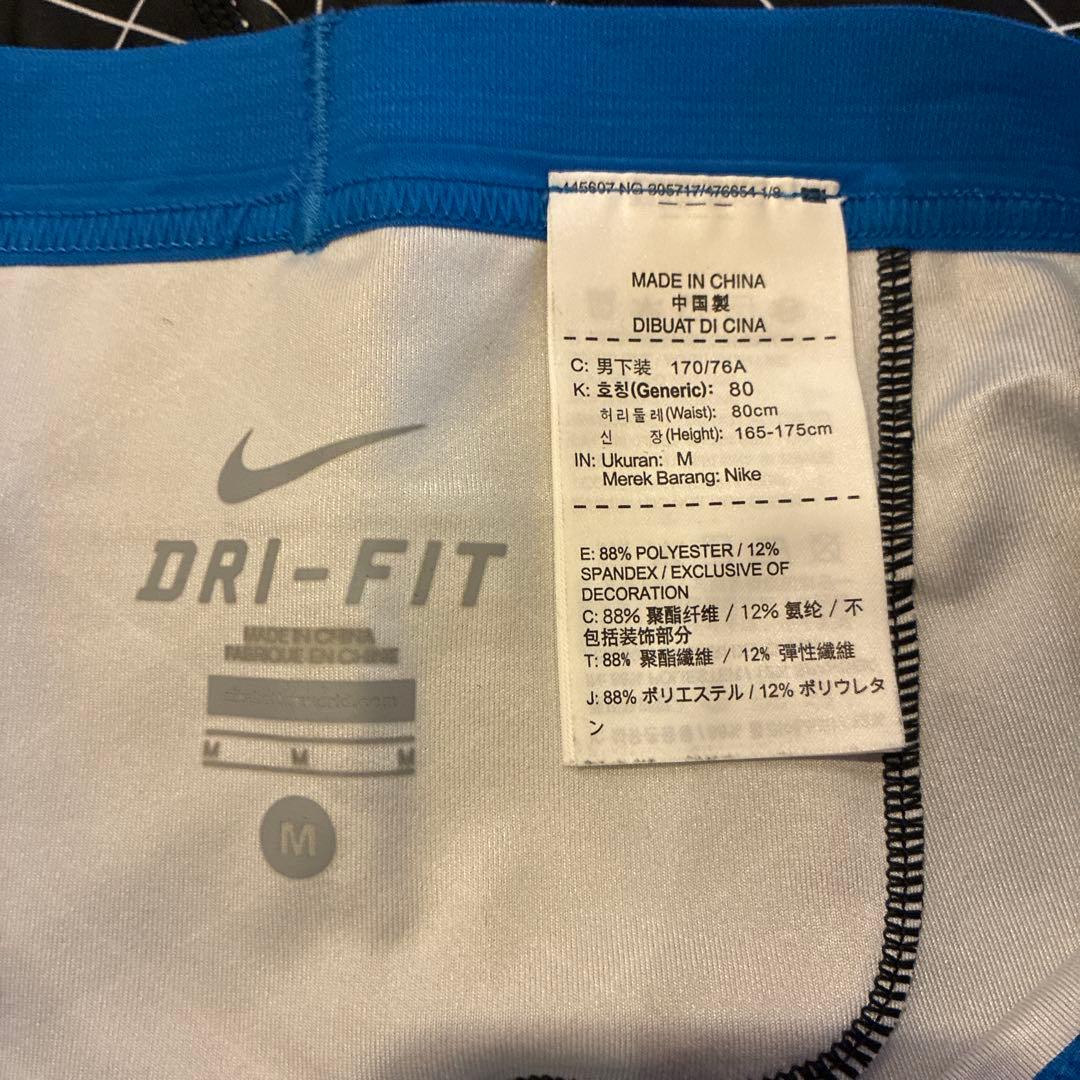 MADE IN CHINA
中国製
DIBUAT DI CINA
C: 男下装 170/76A
K: 호칭(Generic): 80
허리둘레(Waist): 80cm
신 장(Height): 165-175cm
IN: Ukuran: M
Merek Barang: Nike
E: 88% POLYESTER / 12%
SPANDEX / EXCLUSIVE OF
DECORATION
C: 88% 聚酯纤维 / 12% 氨纶 / 不
包括装饰部分
T: 88% 聚酯纖維 / 12% 彈性纖維
J: 88% ポリエステル / 12% ポリウレタ
ン
DRI-FIT
MADE IN CHINA
FABRIQUE EN CHINE
M M M
M